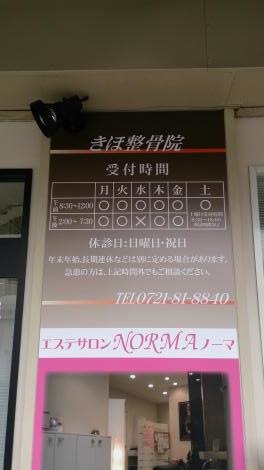 きほ整骨院
受付時間
月 火 水 木 金 土
午前 8:30~12:00 ○ ○ ○ ○ ○ ○
午後 2:00~7:30 ○ ○ × ○ ○
休診日:日曜日・祝日
年末年始、長期連休などは別に定める場合があります。
急患の方は、上記時間外でもご相談ください。
TEL0721-81-8840
エステサロンNORMAノーマ